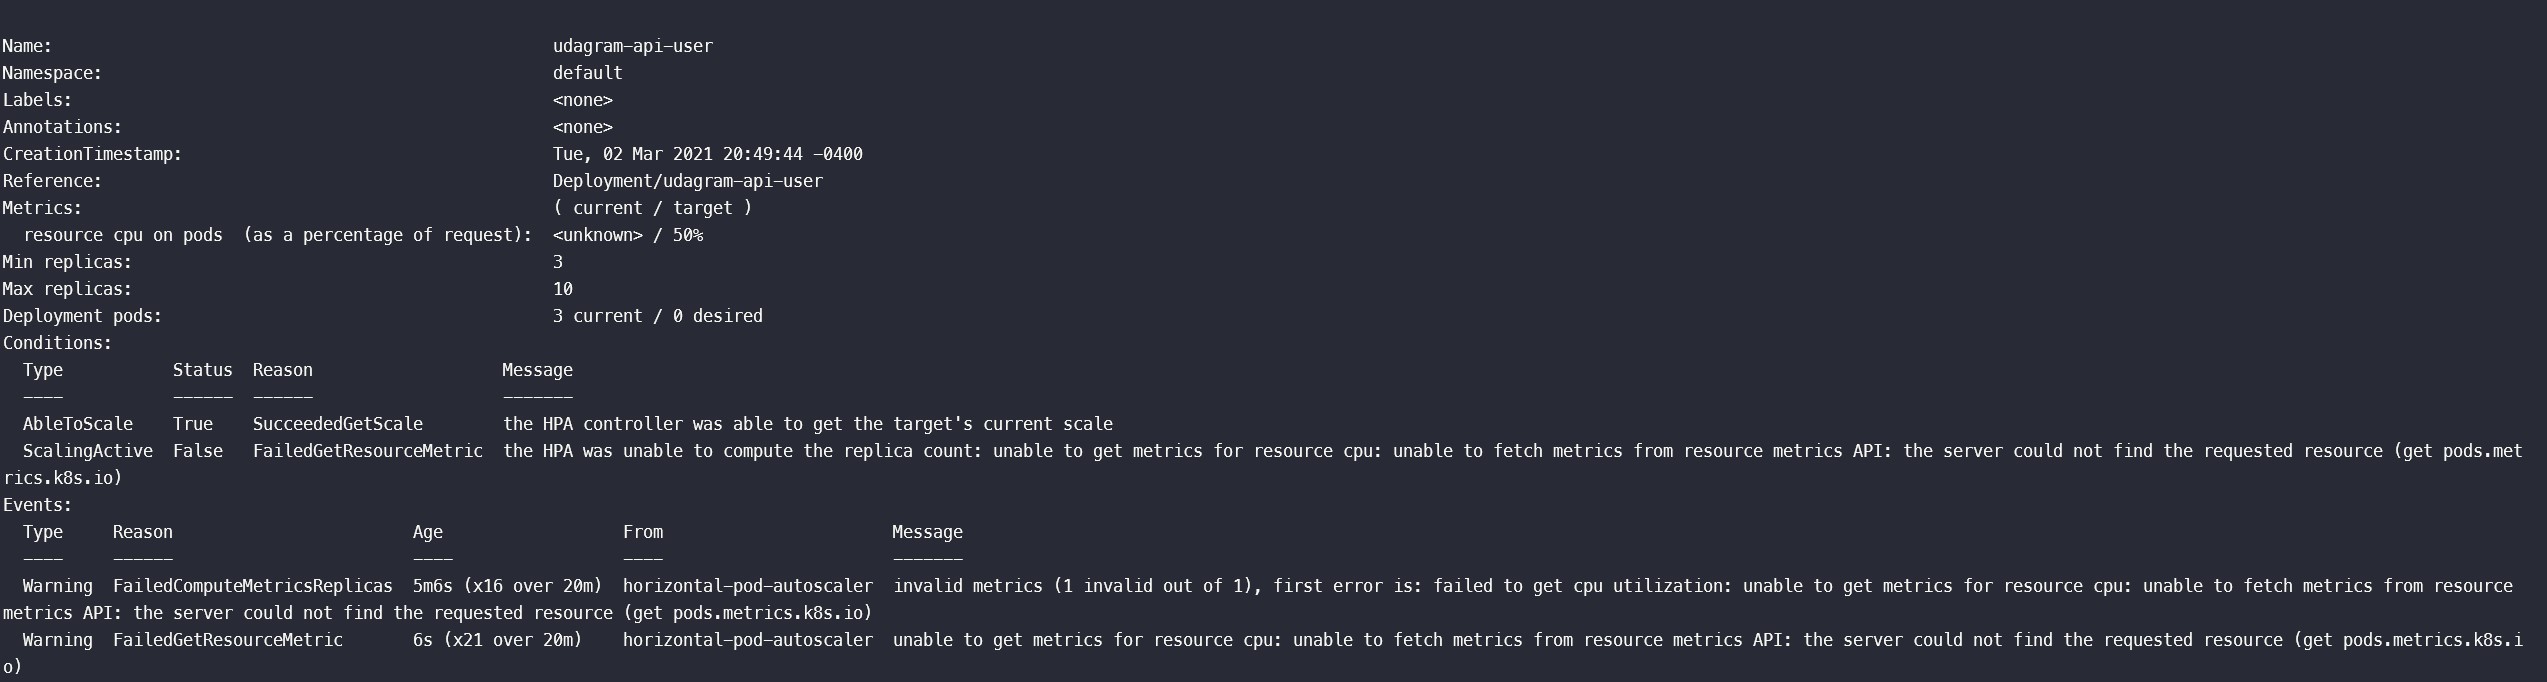 Name:                                                  udagram-api-user
Namespace:                                             default
Labels:                                                <none>
Annotations:                                           <none>
CreationTimestamp:                                     Tue, 02 Mar 2021 20:49:44 -0400
Reference:                                             Deployment/udagram-api-user
Metrics:                                               ( current / target )
  resource cpu on pods  (as a percentage of request):  <unknown> / 50%
Min replicas:                                          3
Max replicas:                                          10
Deployment pods:                                       3 current / 0 desired
Conditions:
  Type           Status  Reason                   Message
  ----           ------  ------                   -------
  AbleToScale    True    SucceededGetScale        the HPA controller was able to get the target's current scale
  ScalingActive  False   FailedGetResourceMetric  the HPA was unable to compute the replica count: unable to get metrics for resource cpu: unable to fetch metrics from resource metrics API: the server could not find the requested resource (get pods.met
rics.k8s.io)
Events:
  Type     Reason                        Age                  From                       Message
  ----     ------                        ----                 ----                       -------
  Warning  FailedComputeMetricsReplicas  5m6s (x16 over 20m)  horizontal-pod-autoscaler  invalid metrics (1 invalid out of 1), first error is: failed to get cpu utilization: unable to get metrics for resource cpu: unable to fetch metrics from resource
metrics API: the server could not find the requested resource (get pods.metrics.k8s.io)
  Warning  FailedGetResourceMetric       6s (x21 over 20m)    horizontal-pod-autoscaler  unable to get metrics for resource cpu: unable to fetch metrics from resource metrics API: the server could not find the requested resource (get pods.metrics.k8s.i
o)